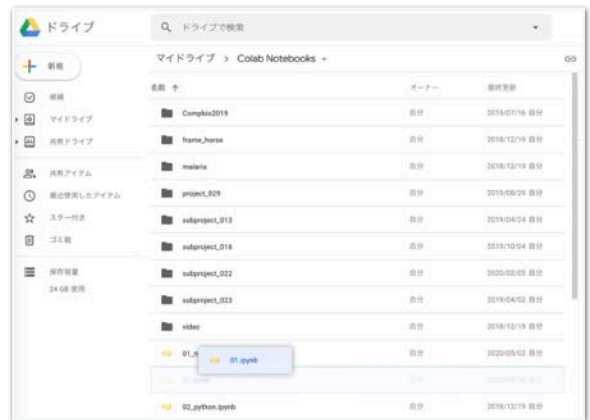 ドライブ
ドライブで検索
新規
マイドライブ > Colab Notebooks
名前 ↑
オーナー
最終更新
候補
マイドライブ
共有ドライブ
共有アイテム
最近使用したアイテム
スター付き
ゴミ箱
保存容量
24 GB 使用
Compbio2019 自分 2019/07/16 自分
frame_horse 自分 2018/12/19 自分
malaria 自分 2018/12/19 自分
project_029 自分 2019/08/29 自分
subproject_013 自分 2019/04/24 自分
subproject_016 自分 2019/10/04 自分
subproject_022 自分 2020/02/05 自分
subproject_023 自分 2019/04/02 自分
video 自分 2018/12/19 自分
自分 2020/05/02 自分
01.ipynb
02_python.ipynb 自分 2018/12/19 自分